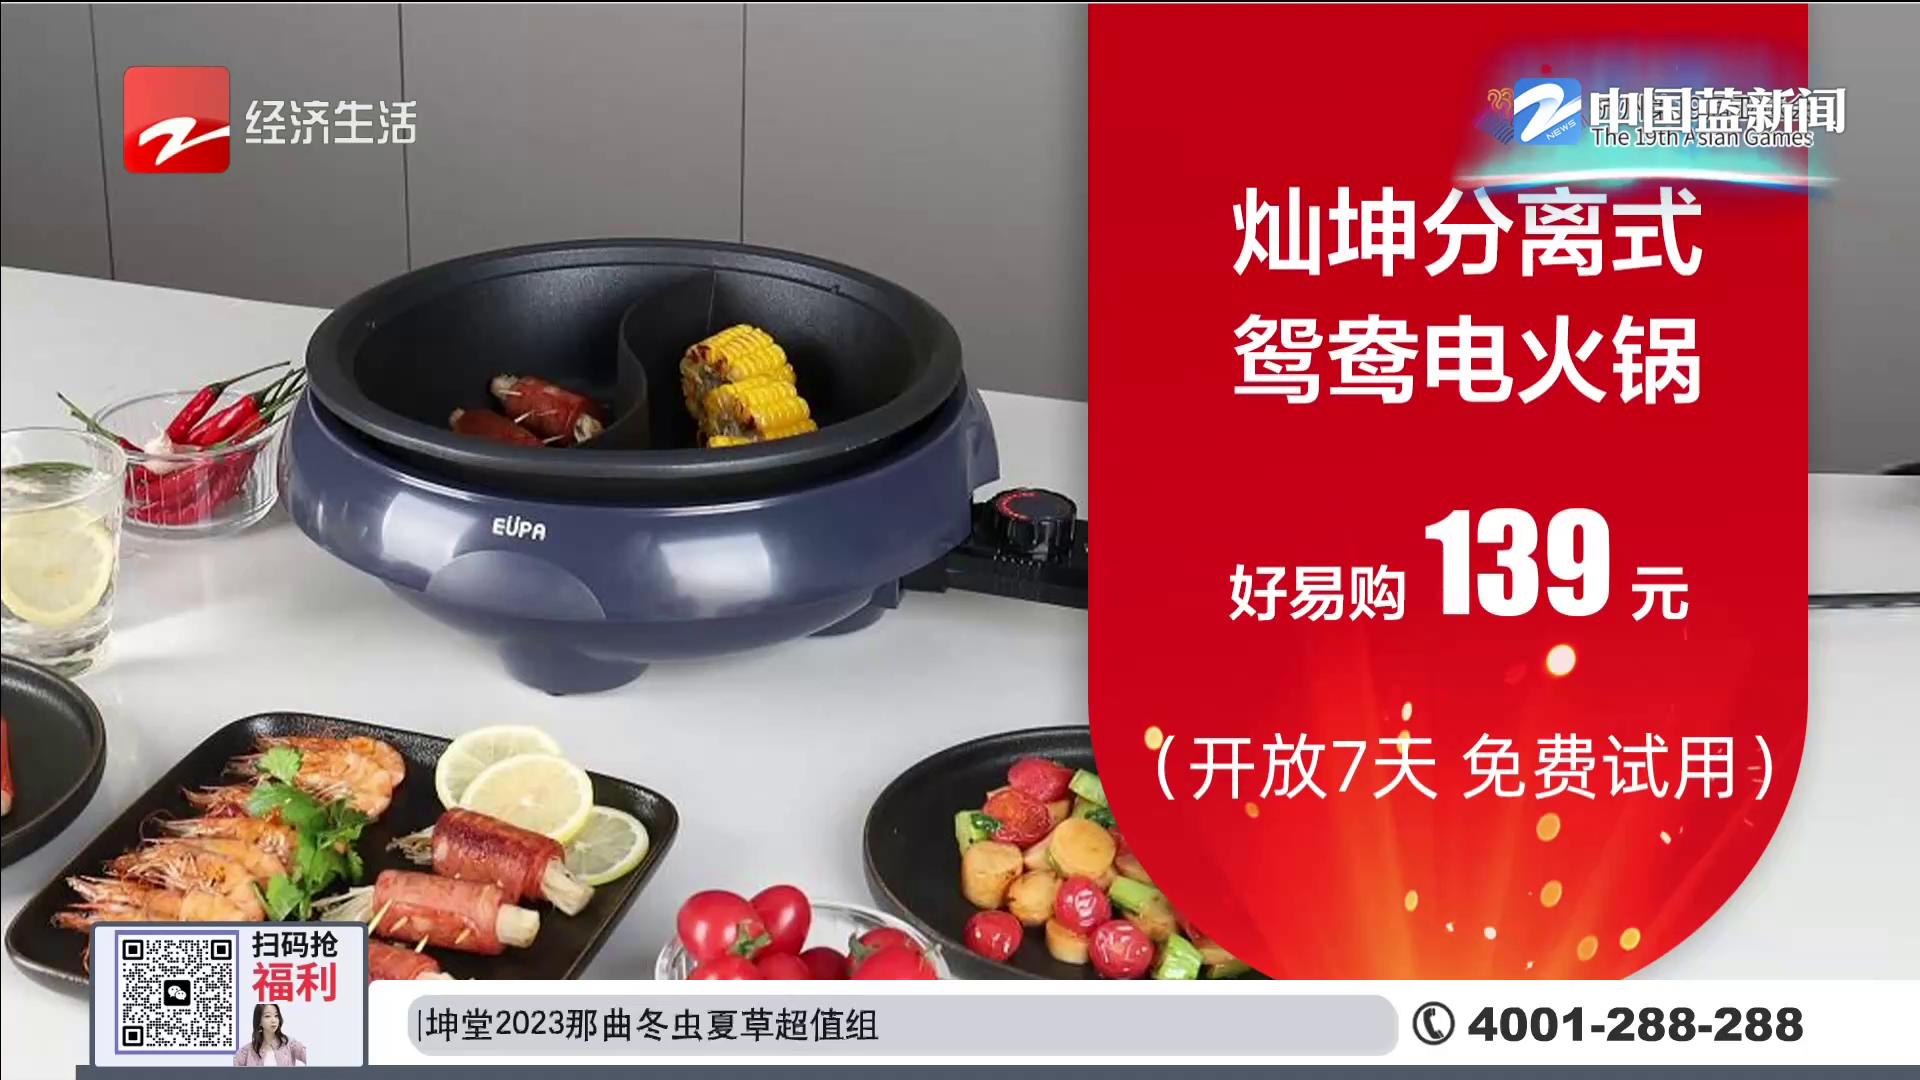 经济生活
中国蓝新闻
NEWS
The 19th Asian Games
灿坤分离式
鸳鸯电火锅
好易购 139 元
（开放7天 免费试用）
EUPA
扫码抢
福利
坤堂2023那曲冬虫夏草超值组
4001-288-288